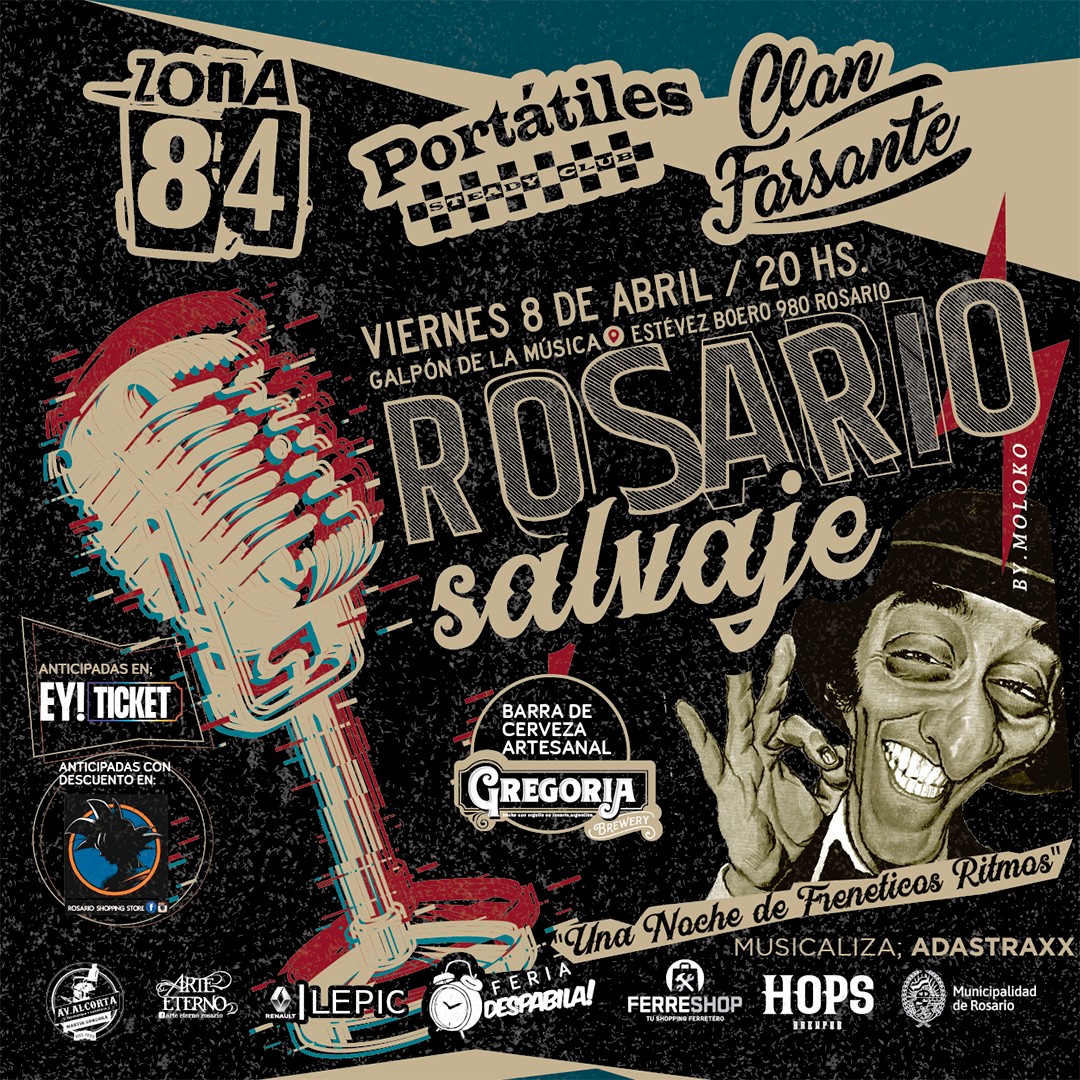 ZONA
84
Portátiles
STEADY CLUB
Clan
Farsante
VIERNES 8 DE ABRIL / 20 HS.
GALPÓN DE LA MÚSICA ESTÉVEZ BOERO 980 ROSARIO
ROSARIO
salvaje
BY.MOLOKO
ANTICIPADAS EN;
EY! TICKET
ANTICIPADAS CON
DESCUENTO EN:
ROSARIO SHOPPING STORE
BARRA DE
CERVEZA
ARTESANAL
GREGORIA
BREWERY
"Una Noche de Freneticos Ritmos"
MUSICALIZA; ADASTRAXX
AV. ALCORTA
ARTE
ETERNO
arte eterno rosario
RENAULT
LEPIC
FERIA
DESPABILA!
FERRESHOP
TU SHOPPING FERRETERO
HOPS
BREWPUB
Municipalidad
de Rosario